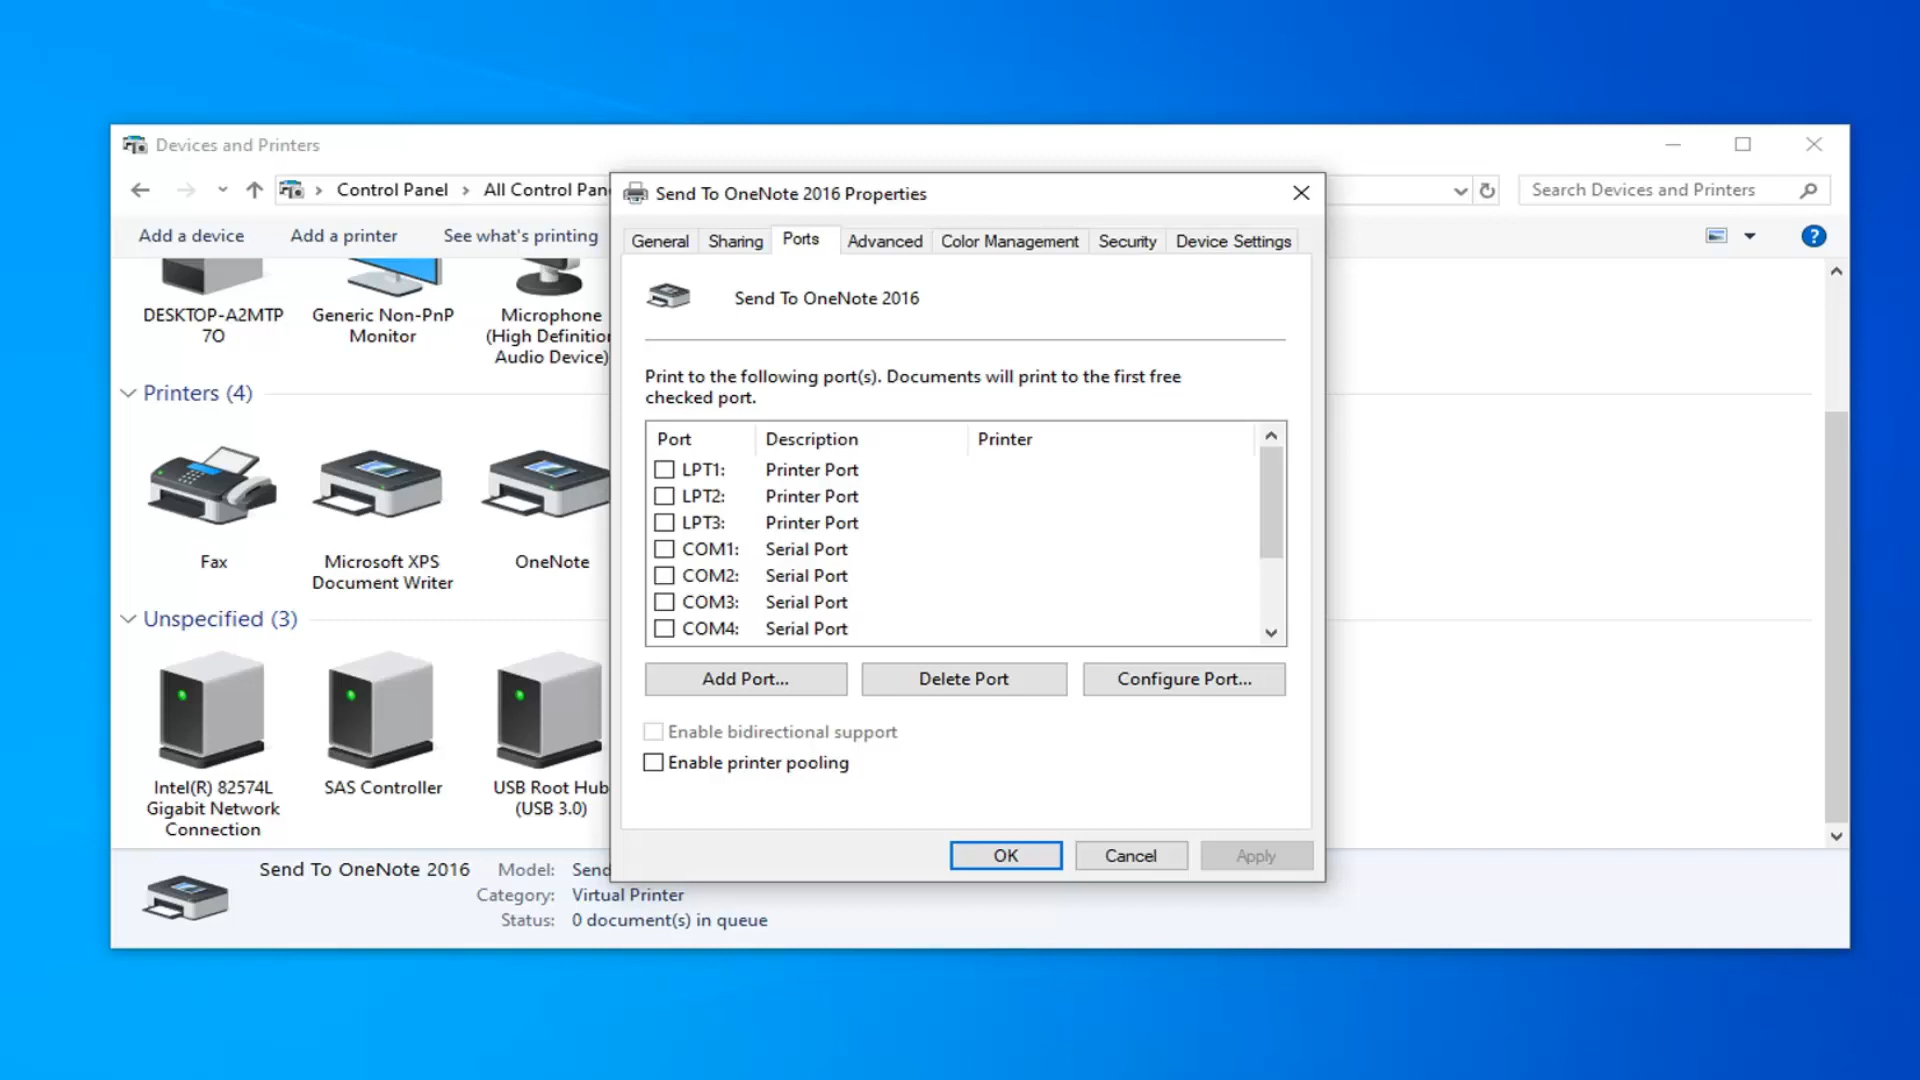 Devices and Printers
Control Panel > All Control Pan
Search Devices and Printers
Add a device
Add a printer
See what's printing
DESKTOP-A2MTP
7O
Generic Non-PnP
Monitor
Microphone
(High Definition
Audio Device)
Printers (4)
Fax
Microsoft XPS
Document Writer
OneNote
Unspecified (3)
Intel(R) 82574L
Gigabit Network
Connection
SAS Controller
USB Root Hub
(USB 3.0)
Send To OneNote 2016
Model: Send
Category: Virtual Printer
Status: 0 document(s) in queue
Send To OneNote 2016 Properties
General
Sharing
Ports
Advanced
Color Management
Security
Device Settings
Send To OneNote 2016
Print to the following port(s). Documents will print to the first free
checked port.
Port Description Printer
LPT1: Printer Port
LPT2: Printer Port
LPT3: Printer Port
COM1: Serial Port
COM2: Serial Port
COM3: Serial Port
COM4: Serial Port
Add Port...
Delete Port
Configure Port...
Enable bidirectional support
Enable printer pooling
OK
Cancel
Apply